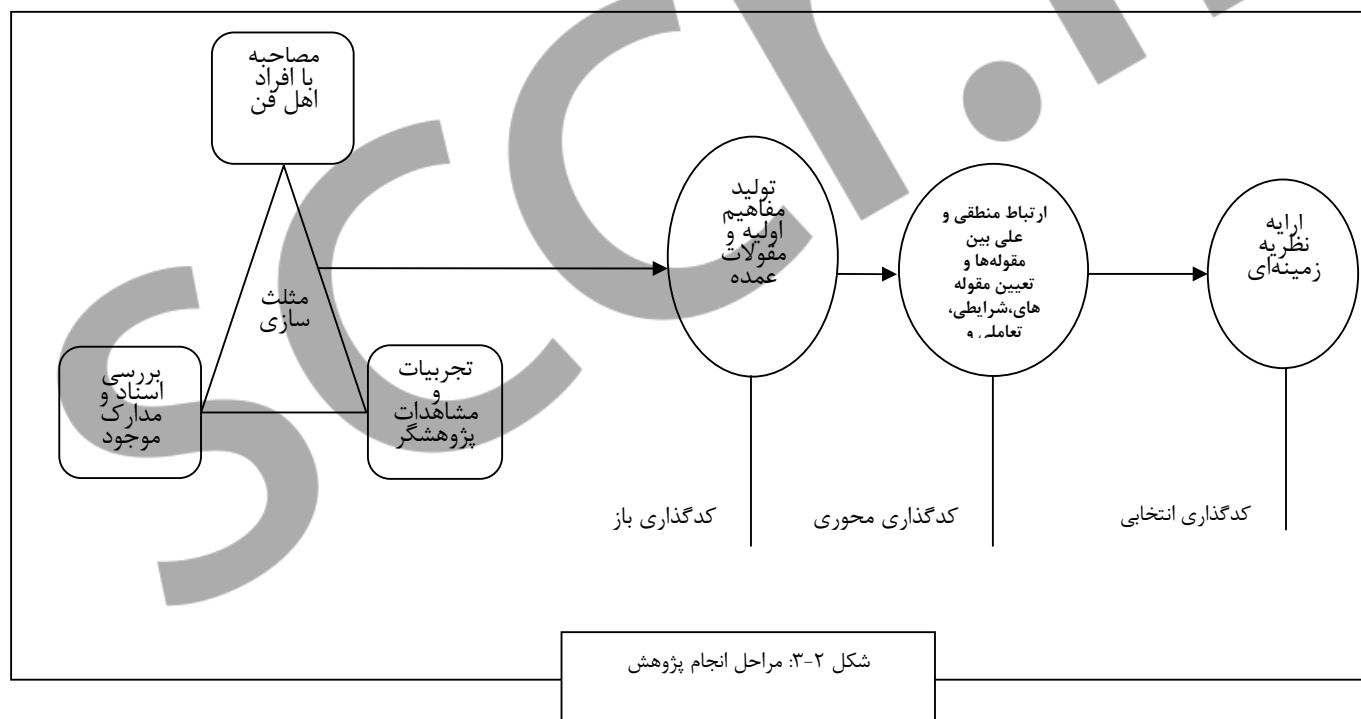 مصاحبه
با افراد
اهل فن
مثلث
سازی
بررسی
اسناد و
مدارک
موجود
تجربیات
و
مشاهدات
پژوهشگر
تولید
مفاهیم
اولیه و
مقولات
عمده
ارتباط منطقی و
علی بین
مقوله‌ها و
تعیین مقوله
های،شرایطی،
تعاملی و
ارایه
نظریه
زمینه‌ای
کدگذاری باز
کدگذاری محوری
کدگذاری انتخابی
شکل ۲-۳: مراحل انجام پژوهش